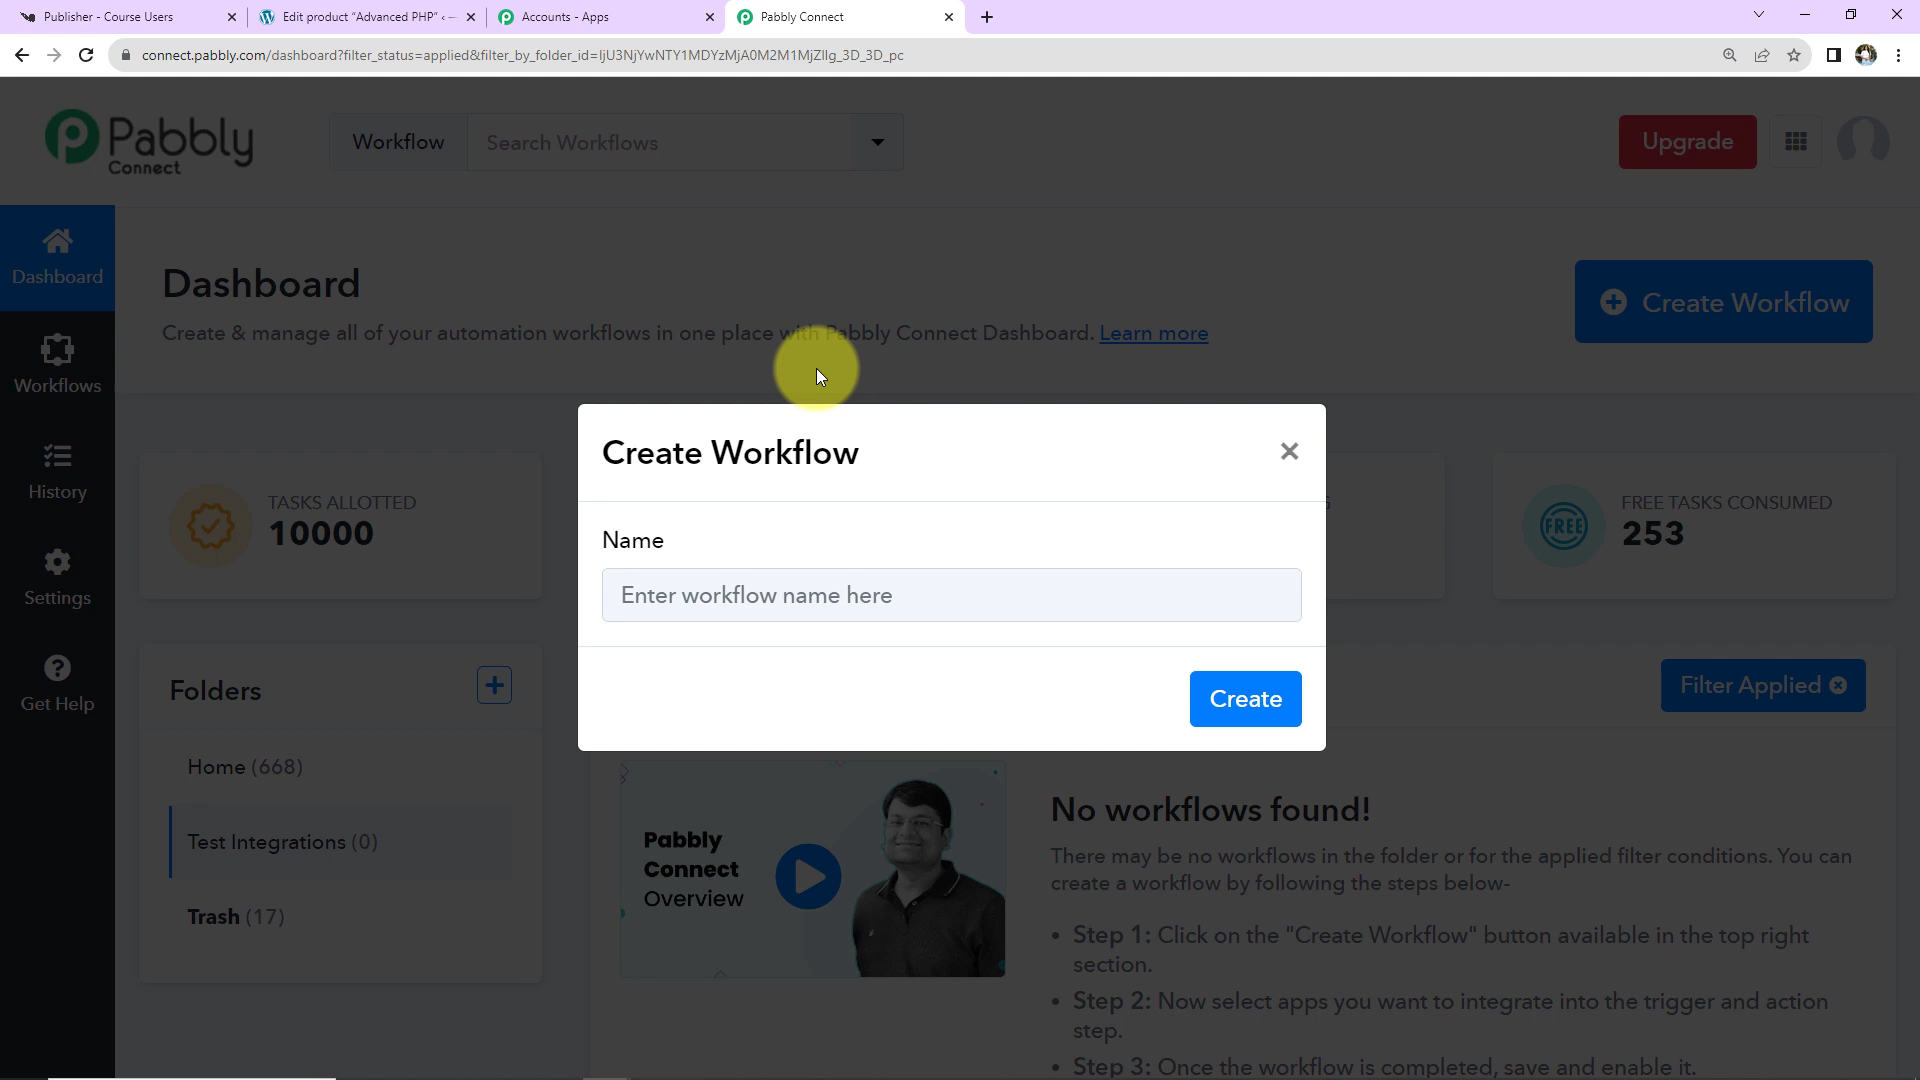 Publisher - Course Users
Edit product "Advanced PHP" ‹ —
Accounts - Apps
Pabbly Connect
connect.pabbly.com/dashboard?filter_status=applied&filter_by_folder_id=IjU3NjYwNTY1MDYzMjA0M2M1MjZlIg_3D_3D_pc
Pabbly
Connect
Workflow
Search Workflows
Upgrade
Dashboard
Dashboard
Create & manage all of your automation workflows in one place with Pabbly Connect Dashboard. Learn more
Create Workflow
Workflows
History
Settings
Get Help
TASKS ALLOTTED
10000
FREE
FREE TASKS CONSUMED
253
Create Workflow
Name
Enter workflow name here
Create
Folders
Home (668)
Test Integrations (0)
Trash (17)
Filter Applied
Pabbly
Connect
Overview
No workflows found!
There may be no workflows in the folder or for the applied filter conditions. You can
create a workflow by following the steps below-
• Step 1: Click on the "Create Workflow" button available in the top right
section.
• Step 2: Now select apps you want to integrate into the trigger and action
step.
• Step 3: Once the workflow is completed, save and enable it.